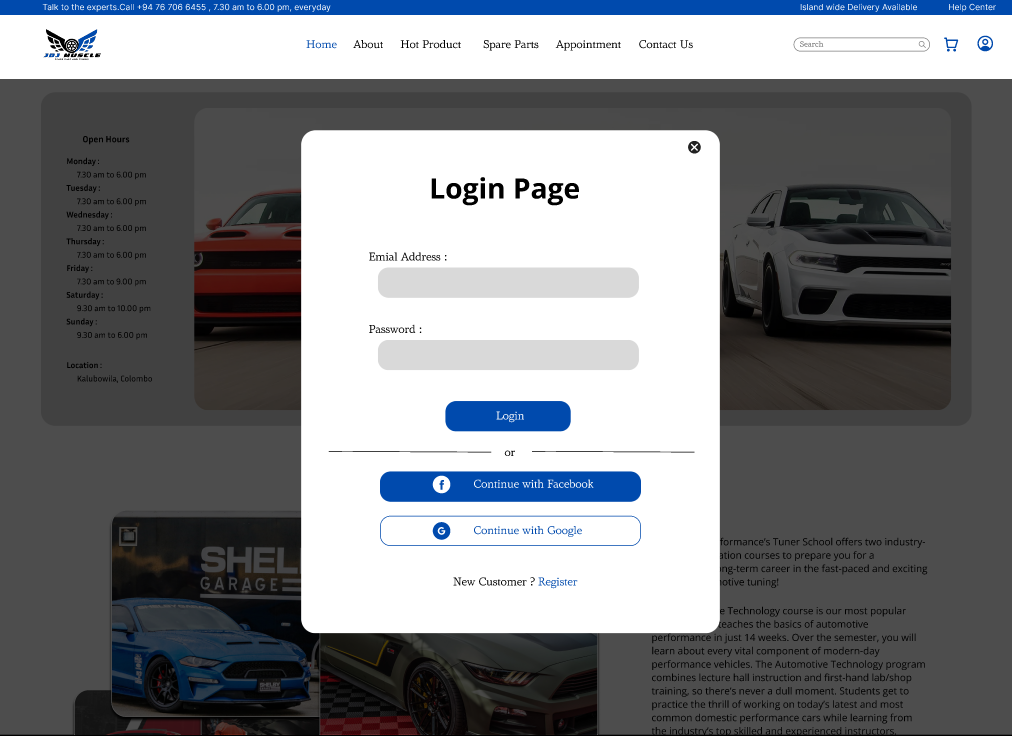 Talk to the experts.Call +94 76 706 6455 , 7.30 am to 6.00 pm, everyday
Island wide Delivery Available
Help Center
JDJ MUSCLE
Home About Hot Product Spare Parts Appointment Contact Us
Search
Open Hours
Monday :
7.30 am to 6.00 pm
Tuesday :
7.30 am to 6.00 pm
Wednesday :
7.30 am to 6.00 pm
Thursday :
7.30 am to 6.00 pm
Friday :
7.30 am to 9.00 pm
Saturday :
9.30 am to 10.00 pm
Sunday :
9.30 am to 6.00 pm
Location :
Kalubowila, Colombo
Login Page
Emial Address :
Password :
Login
or
Continue with Facebook
Continue with Google
New Customer ? Register
SHEL
GARAGE
formance's Tuner School offers two industry-
ation courses to prepare you for a
ong-term career in the fast-paced and exciting
motive tuning!
e Technology course is our most popular
teaches the basics of automotive
performance in just 14 weeks. Over the semester, you will
learn about every vital component of modern-day
performance vehicles. The Automotive Technology program
combines lecture hall instruction and first-hand lab/shop
training, so there's never a dull moment. Students get to
practice the thrill of working on today's latest and most
common domestic performance cars while learning from
the industry's top skilled and experienced instructors.